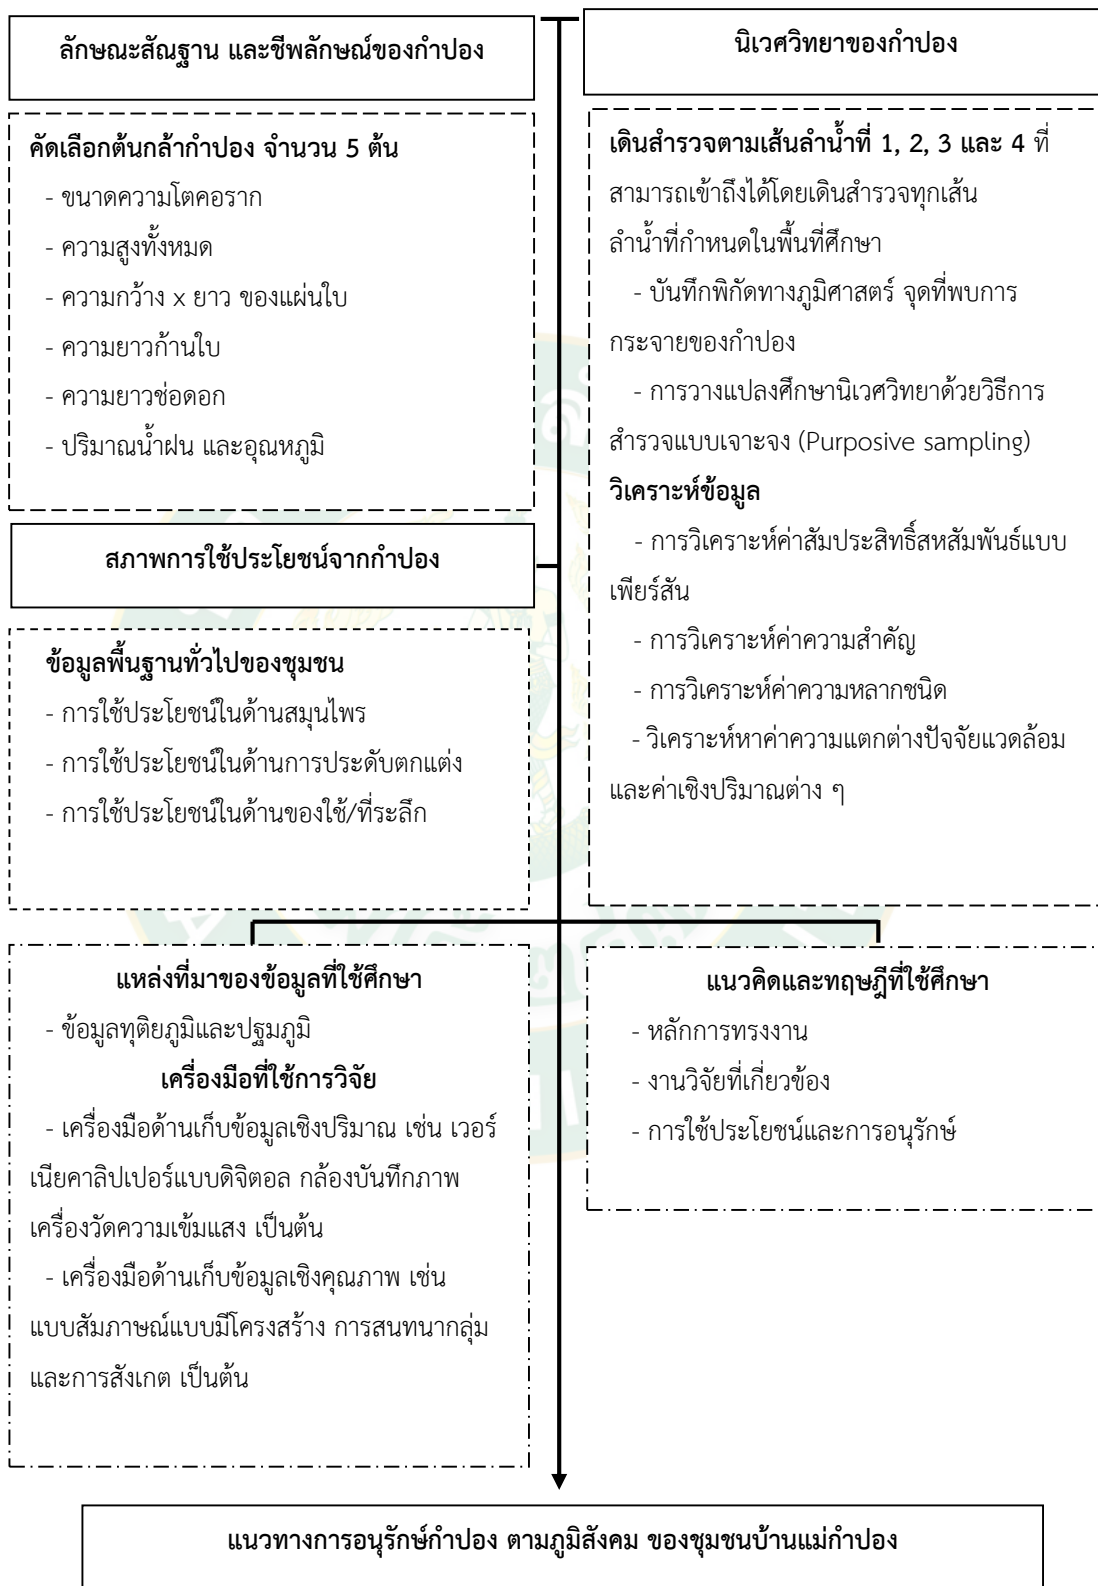 ลักษณะสัณฐาน และชีพลักษณ์ของกำปอง
นิเวศวิทยาของกำปอง
คัดเลือกต้นกล้ากำปอง จำนวน 5 ต้น
- ขนาดความโตคอราก
- ความสูงทั้งหมด
- ความกว้าง x ยาว ของแผ่นใบ
- ความยาวก้านใบ
- ความยาวช่อดอก
- ปริมาณน้ำฝน และอุณหภูมิ
เดินสำรวจตามเส้นลำน้ำที่ 1, 2, 3 และ 4 ที่
สามารถเข้าถึงได้โดยเดินสำรวจทุกเส้น
ลำน้ำที่กำหนดในพื้นที่ศึกษา
- บันทึกพิกัดทางภูมิศาสตร์ จุดที่พบการ
กระจายของกำปอง
- การวางแปลงศึกษานิเวศวิทยาด้วยวิธีการ
สำรวจแบบเจาะจง (Purposive sampling)
วิเคราะห์ข้อมูล
- การวิเคราะห์ค่าสัมประสิทธิ์สหสัมพันธ์แบบ
เพียร์สัน
- การวิเคราะห์ค่าความสำคัญ
- การวิเคราะห์ค่าความหลากชนิด
- วิเคราะห์หาค่าความแตกต่างปัจจัยแวดล้อม
และค่าเชิงปริมาณต่าง ๆ
สภาพการใช้ประโยชน์จากกำปอง
ข้อมูลพื้นฐานทั่วไปของชุมชน
- การใช้ประโยชน์ในด้านสมุนไพร
- การใช้ประโยชน์ในด้านการประดับตกแต่ง
- การใช้ประโยชน์ในด้านของใช้/ที่ระลึก
แหล่งที่มาของข้อมูลที่ใช้ศึกษา
- ข้อมูลทุติยภูมิและปฐมภูมิ
เครื่องมือที่ใช้การวิจัย
- เครื่องมือด้านเก็บข้อมูลเชิงปริมาณ เช่น เวอร์
เนียคาลิปเปอร์แบบดิจิตอล กล้องบันทึกภาพ
เครื่องวัดความเข้มแสง เป็นต้น
- เครื่องมือด้านเก็บข้อมูลเชิงคุณภาพ เช่น
แบบสัมภาษณ์แบบมีโครงสร้าง การสนทนากลุ่ม
และการสังเกต เป็นต้น
แนวคิดและทฤษฎีที่ใช้ศึกษา
- หลักการทรงงาน
- งานวิจัยที่เกี่ยวข้อง
- การใช้ประโยชน์และการอนุรักษ์
แนวทางการอนุรักษ์กำปอง ตามภูมิสังคม ของชุมชนบ้านแม่กำปอง